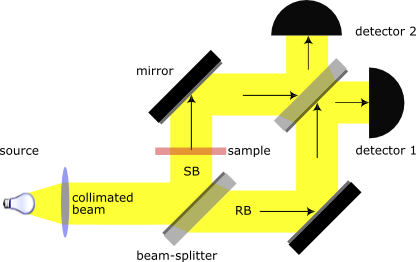 detector 2
mirror
source
sample
detector 1
SB
collimated
beam
RB
beam-splitter